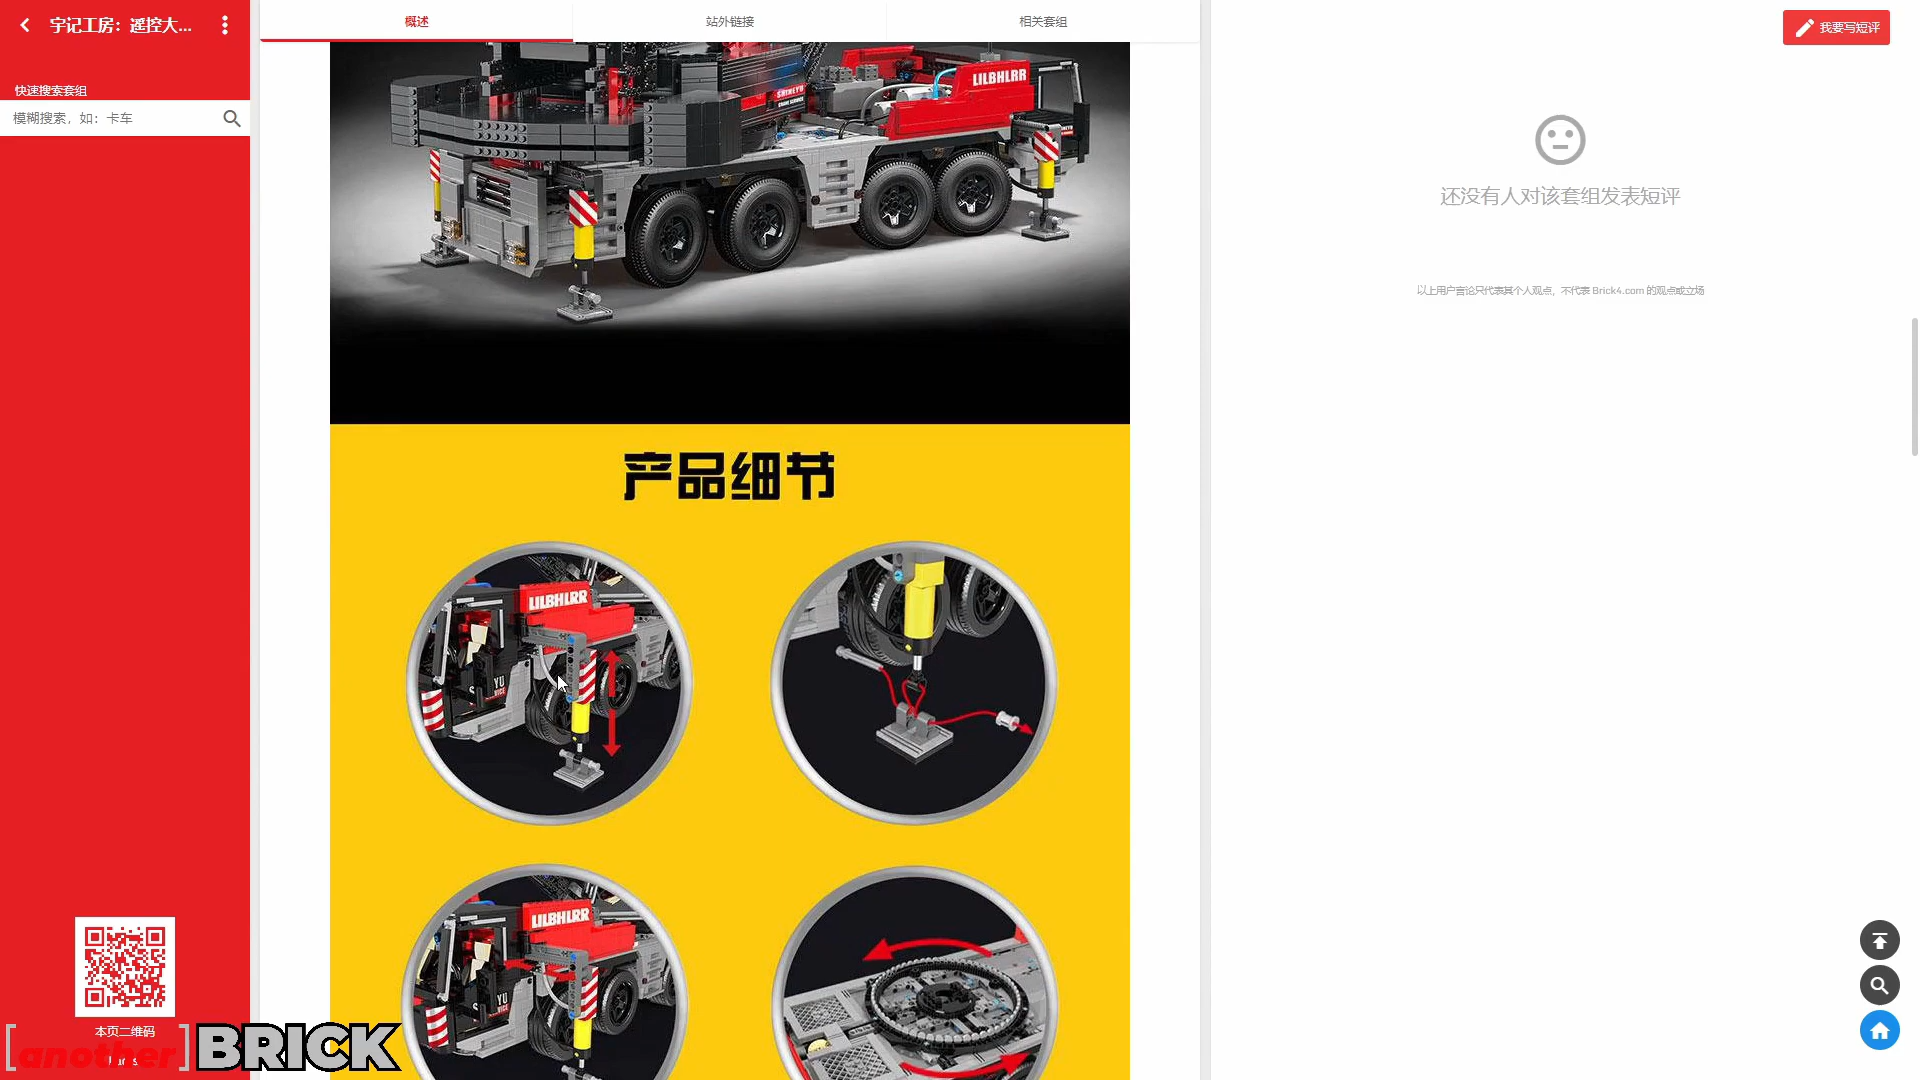 宇记工房：遥控大...
快速搜索套组
模糊搜索，如：卡车
本页二维码
[another] BRICK
概述
站外链接
相关套组
LILBHLRR
SHINEYU
产品细节
LILBHLRR
YU
LILBHLRR
YU
我要写短评
还没有人对该套组发表短评
以上用户言论只代表其个人观点，不代表 Brick4.com 的观点或立场